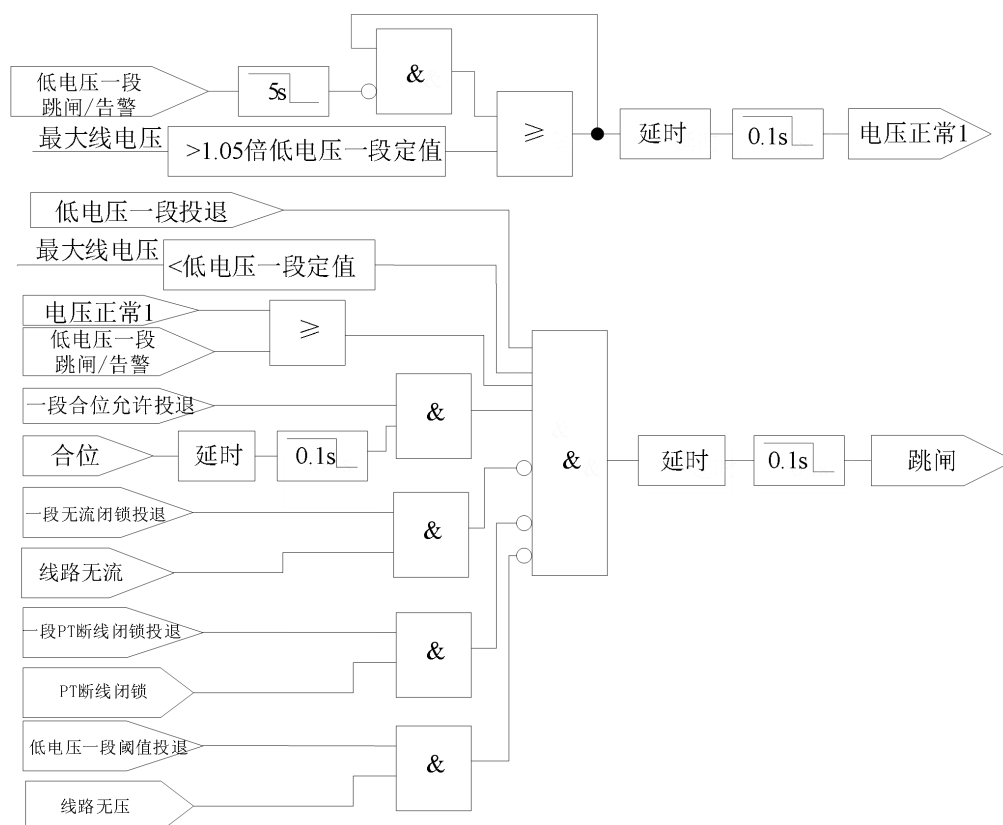 低电压一段
跳闸/告警
5s
&
最大线电压
>1.05倍低电压一段定值
≥
延时
0.1s
电压正常1
低电压一段投退
最大线电压
<低电压一段定值
电压正常1
低电压一段
跳闸/告警
≥
一段合位允许投退
&
合位
延时
0.1s
&
延时
0.1s
跳闸
一段无流闭锁投退
&
线路无流
一段PT断线闭锁投退
&
PT断线闭锁
低电压一段阈值投退
&
线路无压